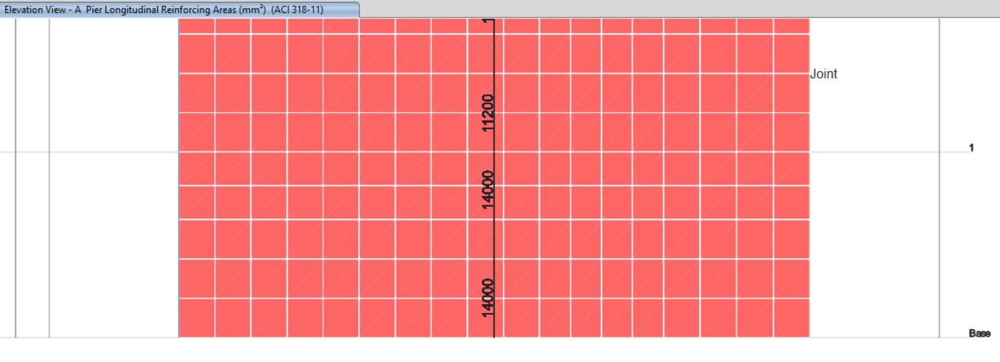 Elevation View - A  Pier Longitudinal Reinforcing Areas (mm²)  (ACI 318-11)
Joint
11200
1
14000
14000
Base